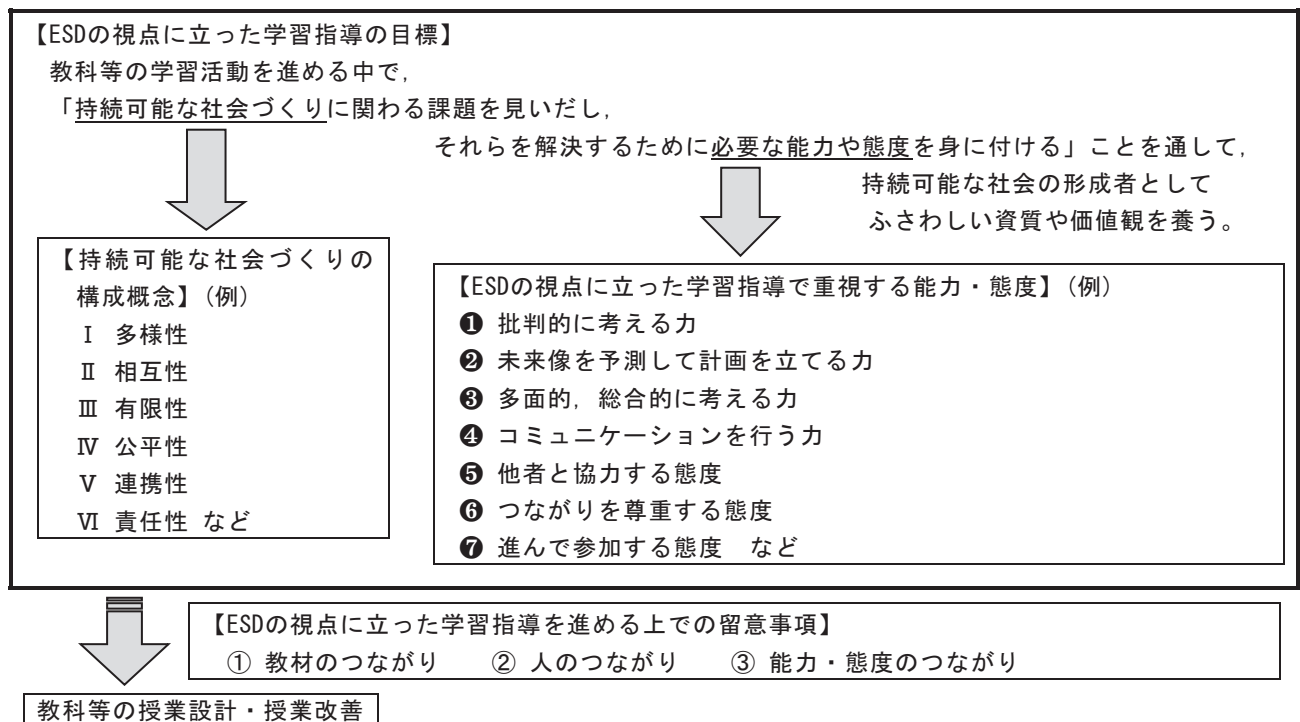 【ESDの視点に立った学習指導の目標】
教科等の学習活動を進める中で，
「持続可能な社会づくりに関わる課題を見いだし，
それらを解決するために必要な能力や態度を身に付ける」ことを通して，
持続可能な社会の形成者として
ふさわしい資質や価値観を養う。
【持続可能な社会づくりの
構成概念】（例）
Ⅰ 多様性
Ⅱ 相互性
Ⅲ 有限性
Ⅳ 公平性
Ⅴ 連携性
Ⅵ 責任性 など
【ESDの視点に立った学習指導で重視する能力・態度】（例）
❶ 批判的に考える力
❷ 未来像を予測して計画を立てる力
❸ 多面的，総合的に考える力
❹ コミュニケーションを行う力
❺ 他者と協力する態度
❻ つながりを尊重する態度
❼ 進んで参加する態度 など
【ESDの視点に立った学習指導を進める上での留意事項】
① 教材のつながり ② 人のつながり ③ 能力・態度のつながり
教科等の授業設計・授業改善